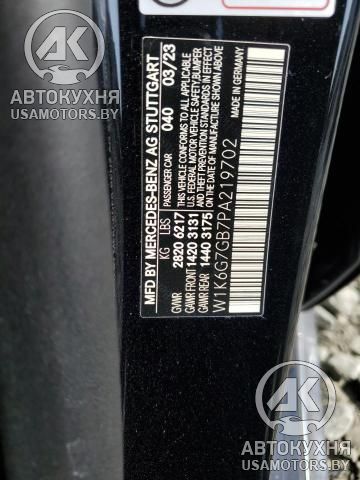 АК
АВТОКУХНЯ
USAMOTORS.BY
MFD BY MERCEDES-BENZ AG STUTTGART
PASSENGER CAR 040 03/23
KG LBS
GVWR 2820 6217
GAWR FRONT 1420 3131
GAWR REAR 1440 3175
THIS VEHICLE CONFORMS TO ALL APPLICABLE
U.S. FEDERAL MOTOR VEHICLE SAFETY,BUMPER
AND THEFT PREVENTION STANDARDS IN EFFECT ON THE
DATE OF MANUFACTURE SHOWN ABOVE.
MADE IN GERMANY
W1K6G7GB7PA219702
АК
АВТОКУХНЯ
USAMOTORS.BY